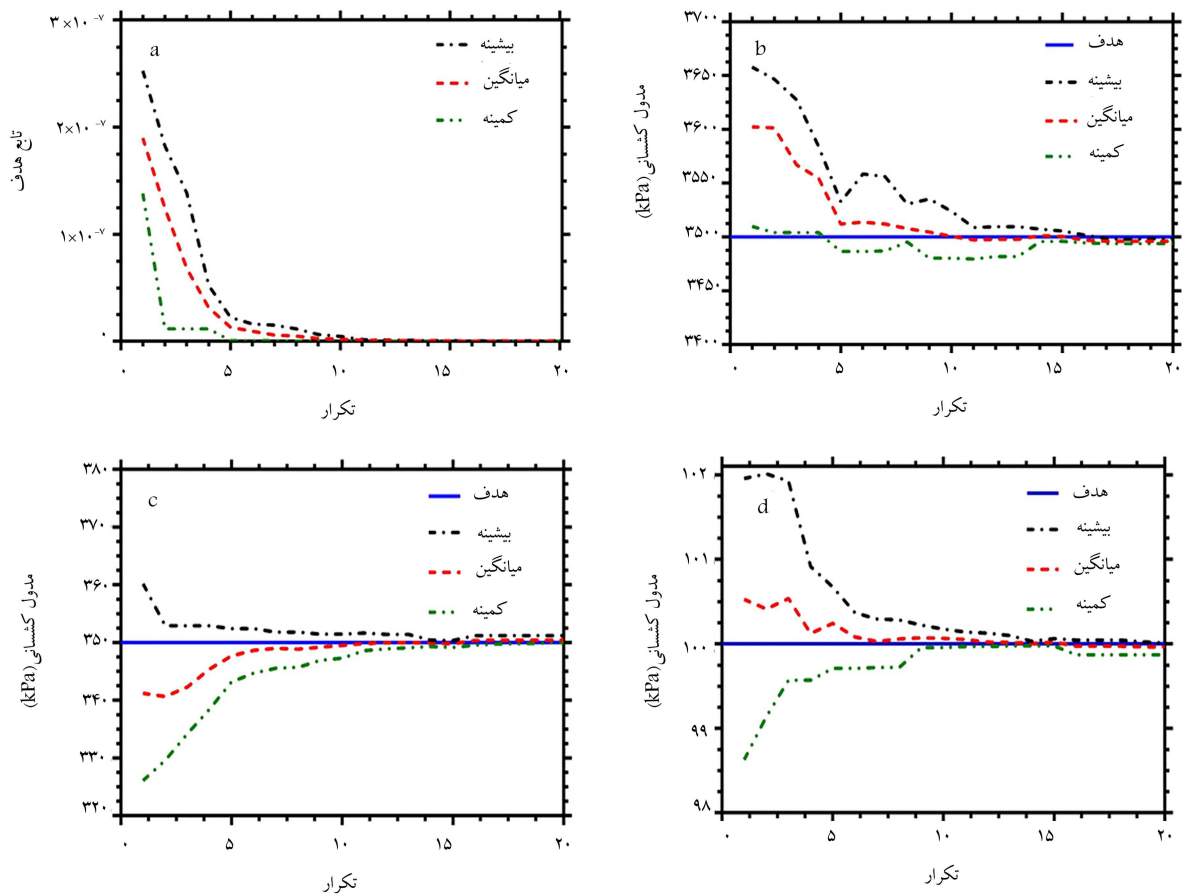 a
تابع هدف
۳ ×۱۰ ⁻۷
۲×۱۰ ⁻۷
۱×۱۰⁻۷
۰
بیشینه
میانگین
کمینه
۰ ۵ ۱۰ ۱۵ ۲۰
تکرار
b
مدول کشسانی (kPa)
۳۷۰۰
۳۶۵۰
۳۶۰۰
۳۵۵۰
۳۵۰۰
۳۴۵۰
۳۴۰۰
هدف
بیشینه
میانگین
کمینه
۰ ۵ ۱۰ ۱۵ ۲۰
تکرار
c
مدول کشسانی (kPa)
۳۸۰
۳۷۰
۳۶۰
۳۵۰
۳۴۰
۳۳۰
۳۲۰
هدف
بیشینه
میانگین
کمینه
۰ ۵ ۱۰ ۱۵ ۲۰
تکرار
d
مدول کشسانی (kPa)
۱۰۲
۱۰۱
۱۰۰
۹۹
۹۸
هدف
بیشینه
میانگین
کمینه
۰ ۵ ۱۰ ۱۵ ۲۰
تکرار